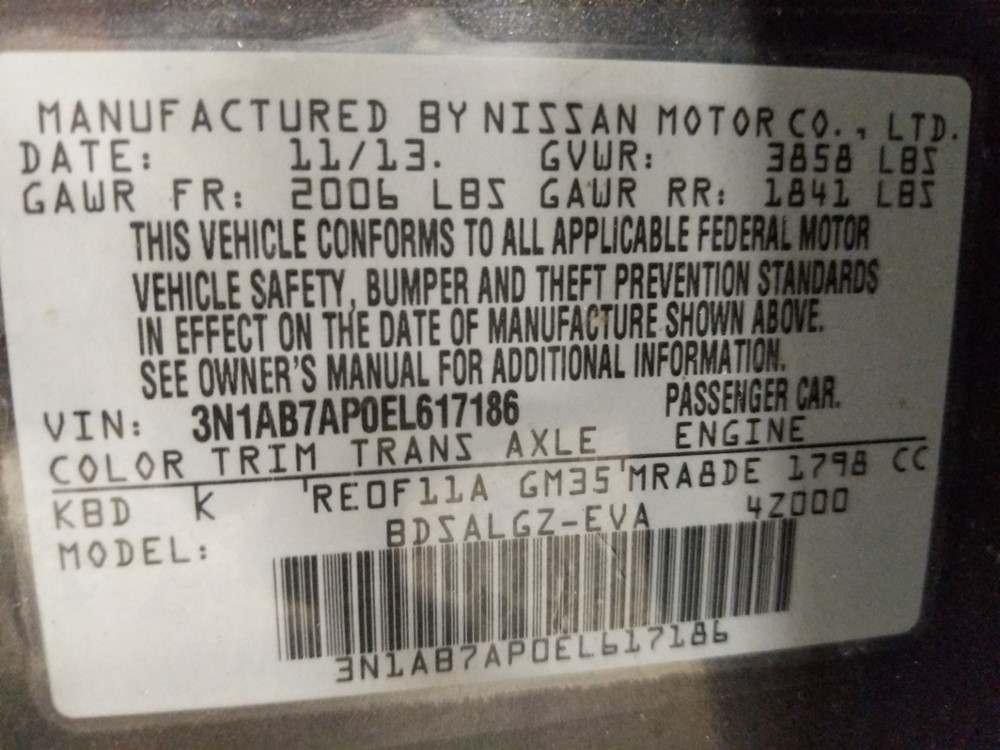 MANUFACTURED BY NISSAN MOTOR CO., LTD.
DATE: 11/13. GVWR: 3858 LBS
GAWR FR: 2006 LBS GAWR RR: 1841 LBS
THIS VEHICLE CONFORMS TO ALL APPLICABLE FEDERAL MOTOR
VEHICLE SAFETY, BUMPER AND THEFT PREVENTION STANDARDS
IN EFFECT ON THE DATE OF MANUFACTURE SHOWN ABOVE.
SEE OWNER'S MANUAL FOR ADDITIONAL INFORMATION.
VIN: 3N1AB7AP0EL617186 PASSENGER CAR.
COLOR TRIM TRANS AXLE ENGINE
KBD K 'RE0F11A GM35'MRA8DE 1798 CC
MODEL: BDSALGZ-EVA 4Z000
3N1AB7AP0EL617186